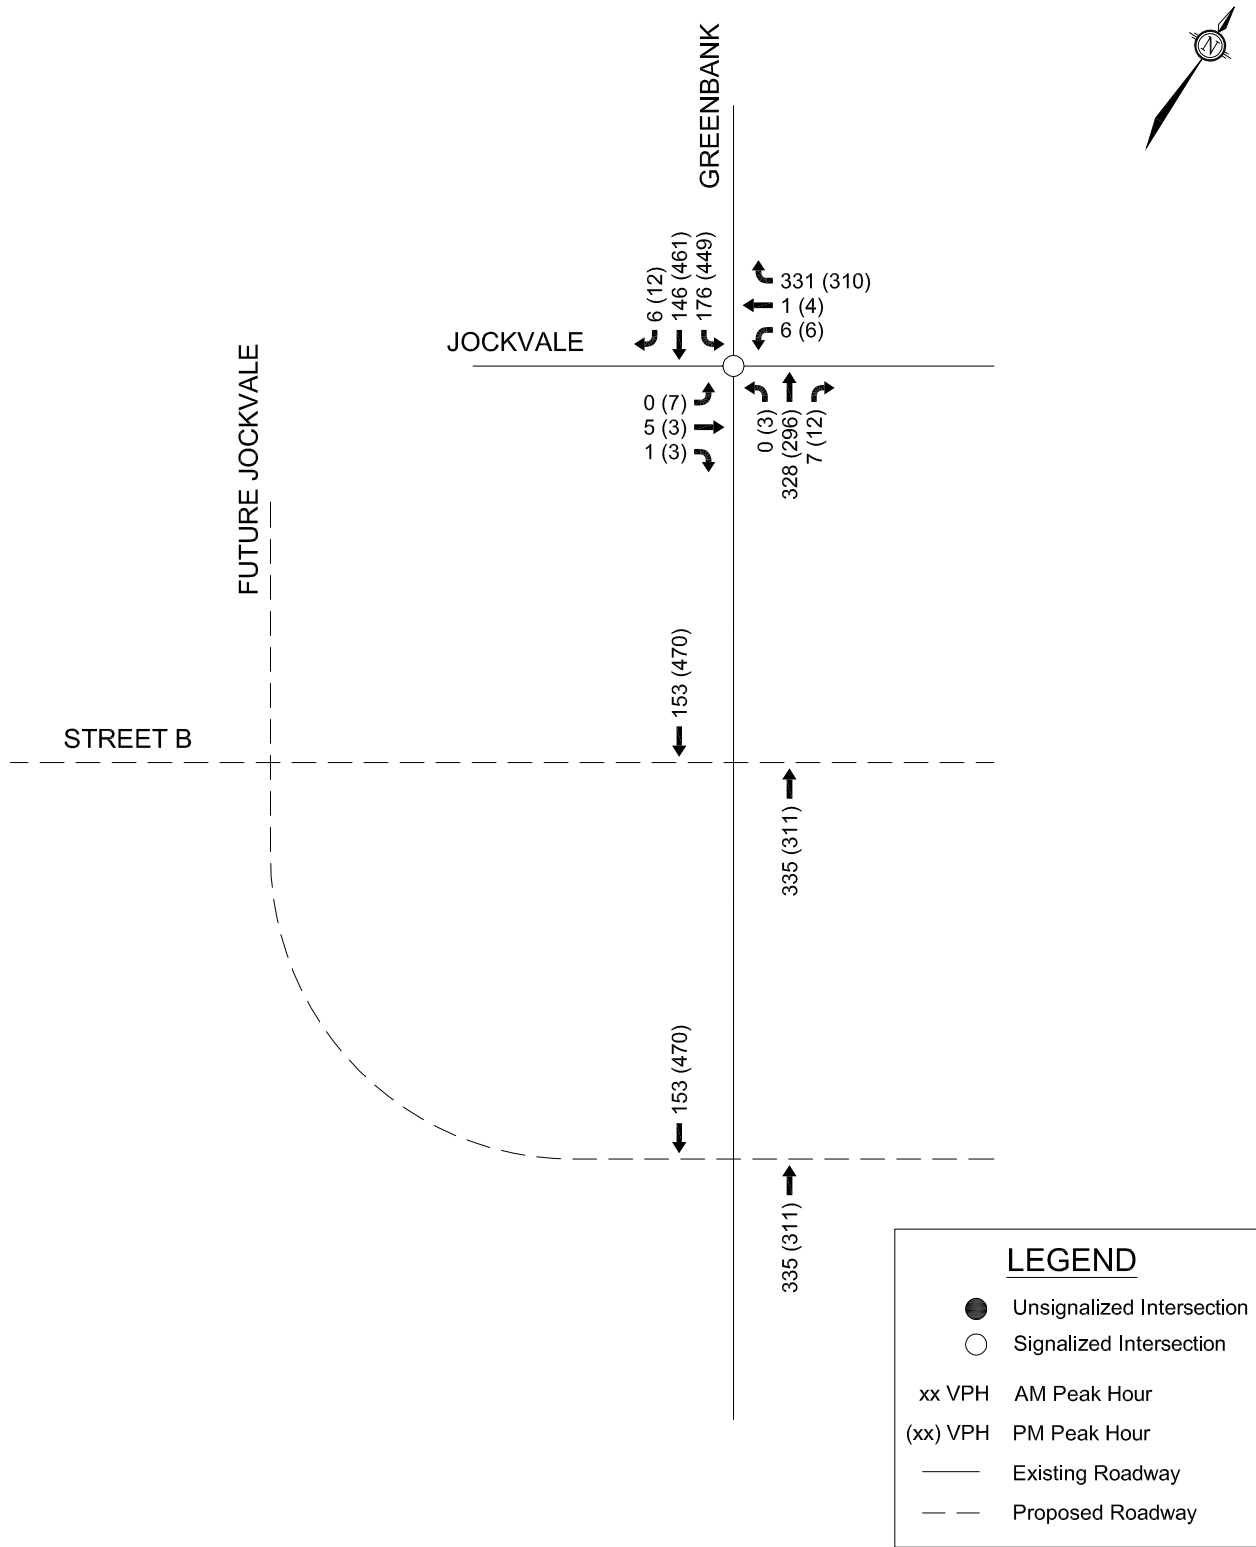 N
GREENBANK
6 (12)
146 (461)
176 (449)
331 (310)
1 (4)
6 (6)
JOCKVALE
0 (7)
5 (3)
1 (3)
0 (3)
328 (296)
7 (12)
FUTURE JOCKVALE
153 (470)
STREET B
335 (311)
153 (470)
335 (311)
LEGEND
Unsignalized Intersection
Signalized Intersection
xx VPH AM Peak Hour
(xx) VPH PM Peak Hour
Existing Roadway
Proposed Roadway